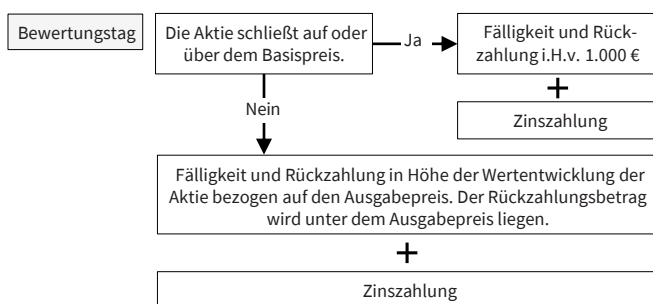 Bewertungstag
Die Aktie schließt auf oder
über dem Basispreis.
Ja
Fälligkeit und Rück-
zahlung i.H.v. 1.000 €
+
Zinszahlung
Nein
Fälligkeit und Rückzahlung in Höhe der Wertentwicklung der
Aktie bezogen auf den Ausgabepreis. Der Rückzahlungsbetrag
wird unter dem Ausgabepreis liegen.
+
Zinszahlung